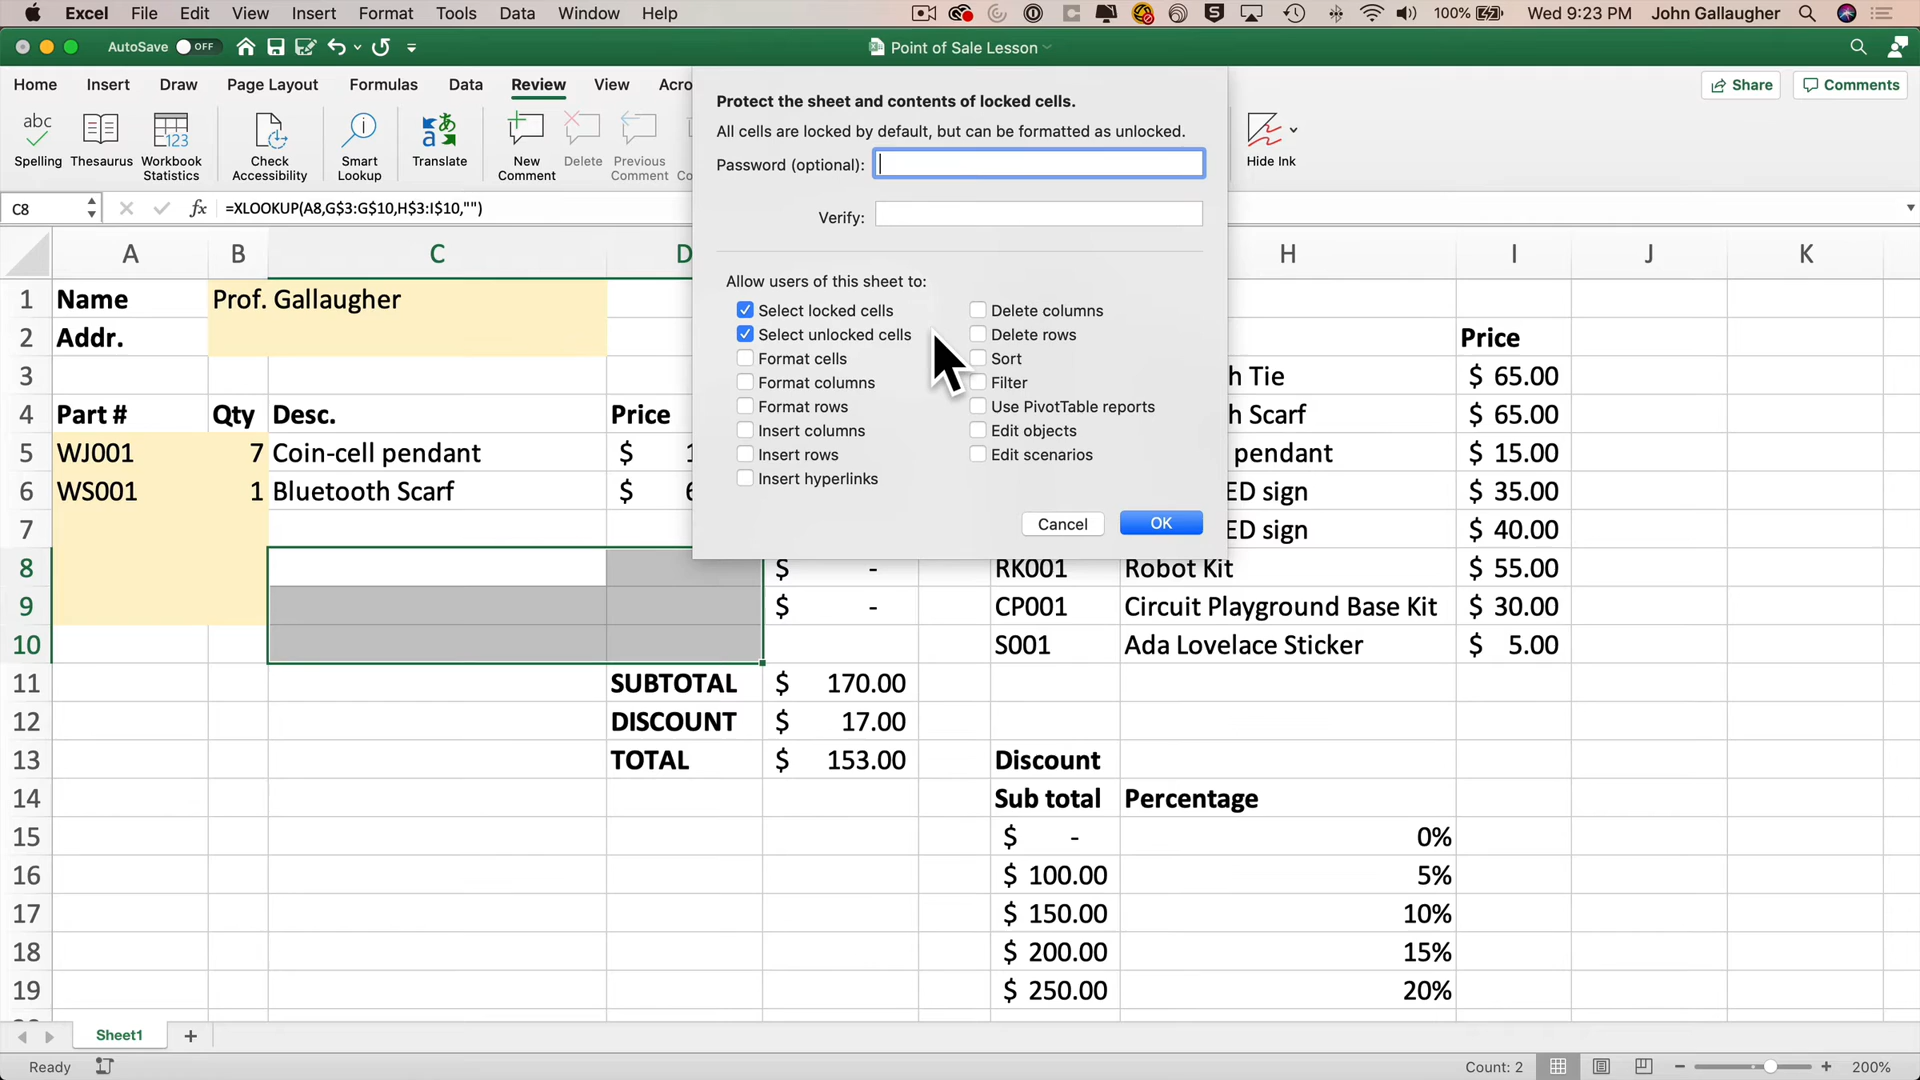 Excel File Edit View Insert Format Tools Data Window Help 100% Wed 9:23 PM John Gallaugher
AutoSave OFF Point of Sale Lesson
Home Insert Draw Page Layout Formulas Data Review View Acro Share Comments
Spelling Thesaurus Workbook Statistics Check Accessibility Smart Lookup Translate New Comment Delete Previous Comment Hide Ink
C8 fx =XLOOKUP(A8,G$3:G$10,H$3:I$10,"")
Protect the sheet and contents of locked cells.
All cells are locked by default, but can be formatted as unlocked.
Password (optional):
Verify:
Allow users of this sheet to:
Select locked cells
Select unlocked cells
Format cells
Format columns
Format rows
Insert columns
Insert rows
Insert hyperlinks
Delete columns
Delete rows
Sort
Filter
Use PivotTable reports
Edit objects
Edit scenarios
Cancel OK
A B C D H I J K
1 Name Prof. Gallaugher
2 Addr. Price
3 h Tie $ 65.00
4 Part # Qty Desc. Price h Scarf $ 65.00
5 WJ001 7 Coin-cell pendant $ 1 pendant $ 15.00
6 WS001 1 Bluetooth Scarf $ 6 ED sign $ 35.00
7 ED sign $ 40.00
8 $ - RK001 Robot Kit $ 55.00
9 $ - CP001 Circuit Playground Base Kit $ 30.00
10 S001 Ada Lovelace Sticker $ 5.00
11 SUBTOTAL $ 170.00
12 DISCOUNT $ 17.00
13 TOTAL $ 153.00 Discount
14 Sub total Percentage
15 $ - 0%
16 $ 100.00 5%
17 $ 150.00 10%
18 $ 200.00 15%
19 $ 250.00 20%
Sheet1 +
Ready Count: 2 - + 200%